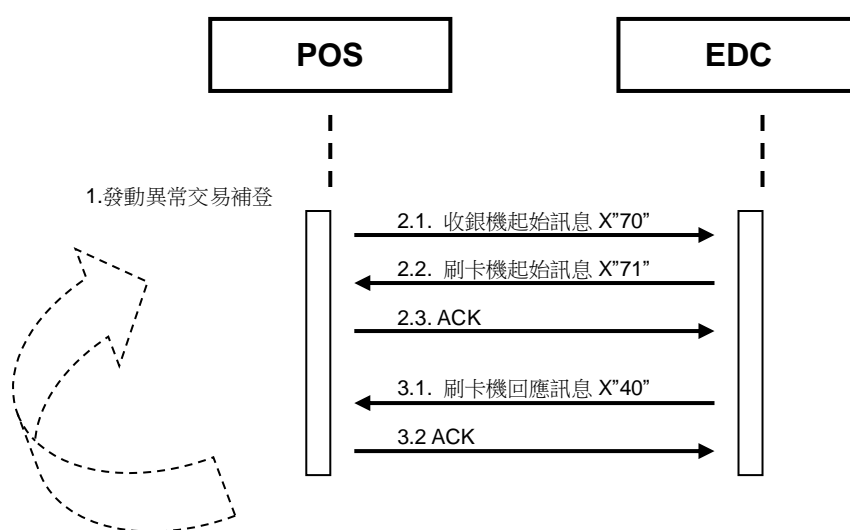 POS
EDC
1.發動異常交易補登
2.1. 收銀機起始訊息 X”70”
2.2. 刷卡機起始訊息 X”71”
2.3. ACK
3.1. 刷卡機回應訊息 X”40”
3.2 ACK